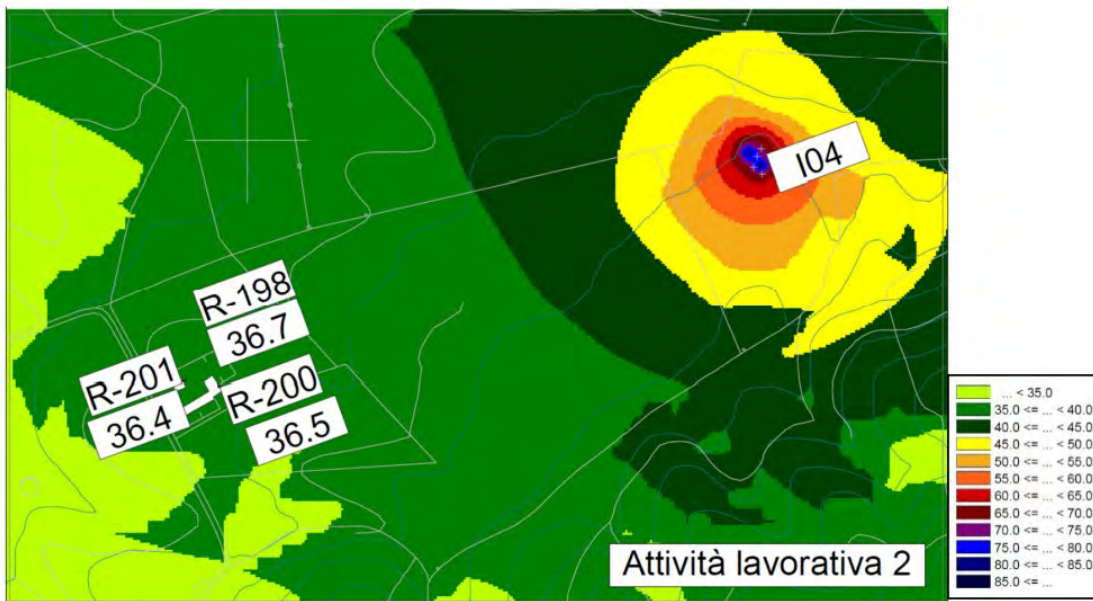 I04
R-198
36.7
R-201
36.4
R-200
36.5
... < 35.0
35.0 <= ... < 40.0
40.0 <= ... < 45.0
45.0 <= ... < 50.0
50.0 <= ... < 55.0
55.0 <= ... < 60.0
60.0 <= ... < 65.0
65.0 <= ... < 70.0
70.0 <= ... < 75.0
75.0 <= ... < 80.0
80.0 <= ... < 85.0
85.0 <= ...
Attività lavorativa 2